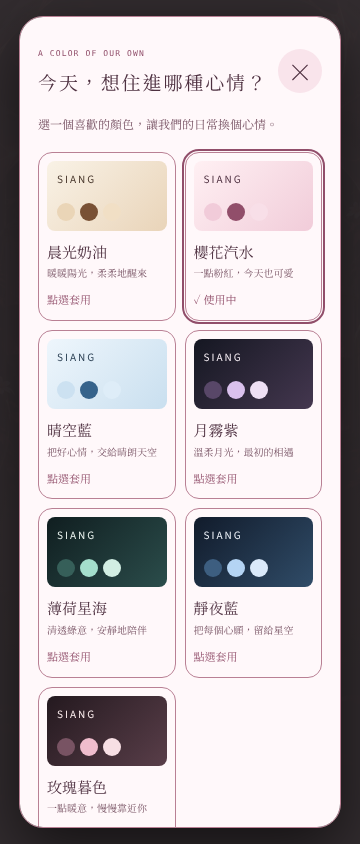 A COLOR OF OUR OWN
今天，想住進哪種心情？
選一個喜歡的顏色，讓我們的日常換個心情。
SIANG
晨光奶油
暖暖陽光，柔柔地醒來
點選套用
SIANG
櫻花汽水
一點粉紅，今天也可愛
✓ 使用中
SIANG
晴空藍
把好心情，交給晴朗天空
點選套用
SIANG
月霧紫
溫柔月光，最初的相遇
點選套用
SIANG
薄荷星海
清透綠意，安靜地陪伴
點選套用
SIANG
靜夜藍
把每個心願，留給星空
點選套用
SIANG
玫瑰暮色
一點暖意，慢慢靠近你